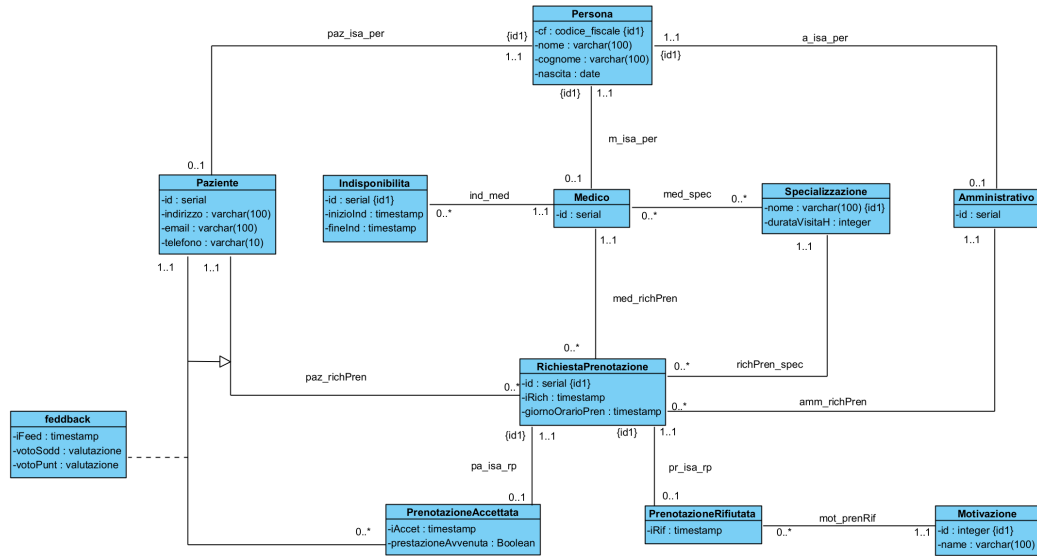 Persona
-cf : codice_fiscale {id1}
-nome : varchar(100)
-cognome : varchar(100)
-nascita : date
paz_isa_per
{id1}
1..1
1..1
{id1}
a_isa_per
{id1}
1..1
m_isa_per
0..1
0..1
0..1
Paziente
-id : serial
-indirizzo : varchar(100)
-email : varchar(100)
-telefono : varchar(10)
Indisponibilita
-id : serial {id1}
-inizioInd : timestamp
-fineInd : timestamp
ind_med
0..*
1..1
Medico
-id : serial
med_spec
0..*
0..*
Specializzazione
-nome : varchar(100) {id1}
-durataVisitaH : integer
Amministrativo
-id : serial
1..1
1..1
1..1
1..1
1..1
med_richPren
0..*
paz_richPren
0..*
RichiestaPrenotazione
-id : serial {id1}
-iRich : timestamp
-giornoOrarioPren : timestamp
0..*
richPren_spec
0..*
amm_richPren
feddback
-iFeed : timestamp
-votoSodd : valutazione
-votoPunt : valutazione
{id1}
1..1
{id1}
1..1
pa_isa_rp
pr_isa_rp
0..1
0..1
0..*
PrenotazioneAccettata
-iAccet : timestamp
-prestazioneAvvenuta : Boolean
PrenotazioneRifiutata
-iRif : timestamp
mot_prenRif
0..*
1..1
Motivazione
-id : integer {id1}
-name : varchar(100)